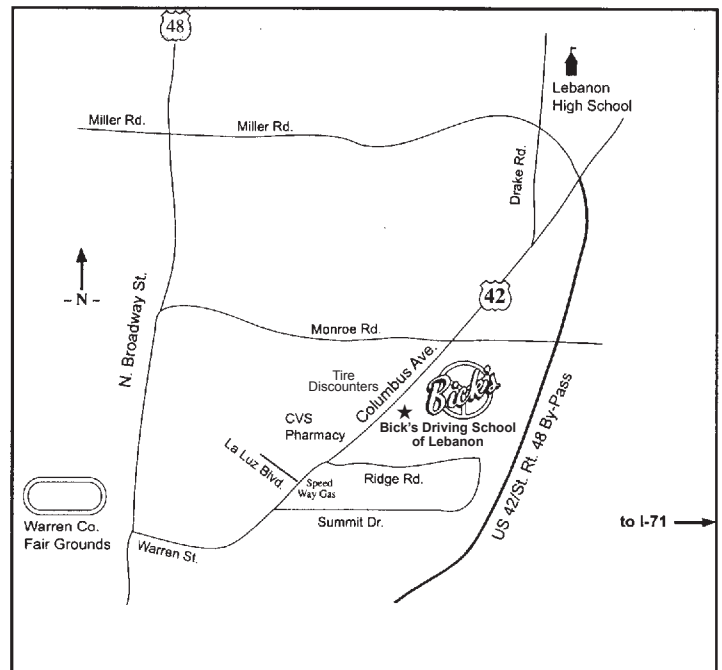 48
Lebanon
High School
Miller Rd.
Miller Rd.
Drake Rd.
- N -
42
N. Broadway St.
Monroe Rd.
Columbus Ave.
Tire
Discounters
Bick's
CVS
Pharmacy
Bick's Driving School
of Lebanon
La Luz Blvd.
Speed
Way Gas
Ridge Rd.
US 42/St. Rt. 48 By-Pass
Summit Dr.
Warren Co.
Fair Grounds
Warren St.
to I-71